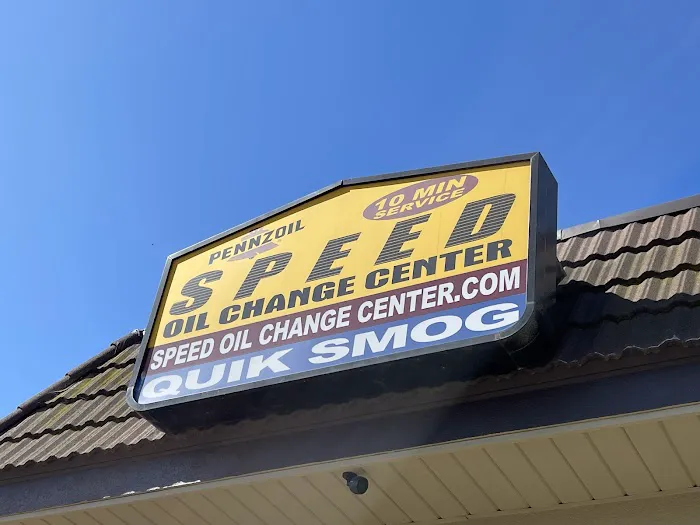 PENNZOIL
10 MIN
SERVICE
SPEED
OIL CHANGE CENTER
SPEED OIL CHANGE CENTER.COM
QUIK SMOG